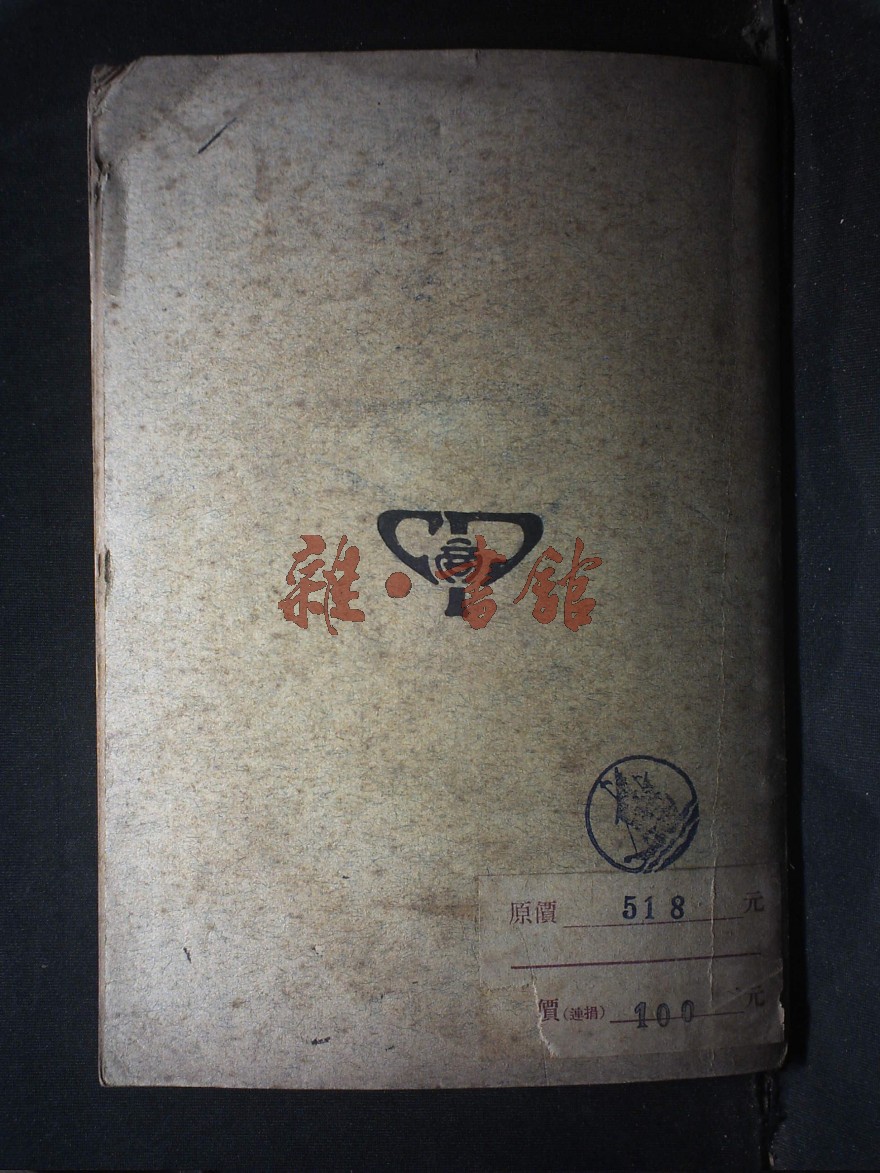 雜·書館
原價 518 元
價(連捐) 100 元